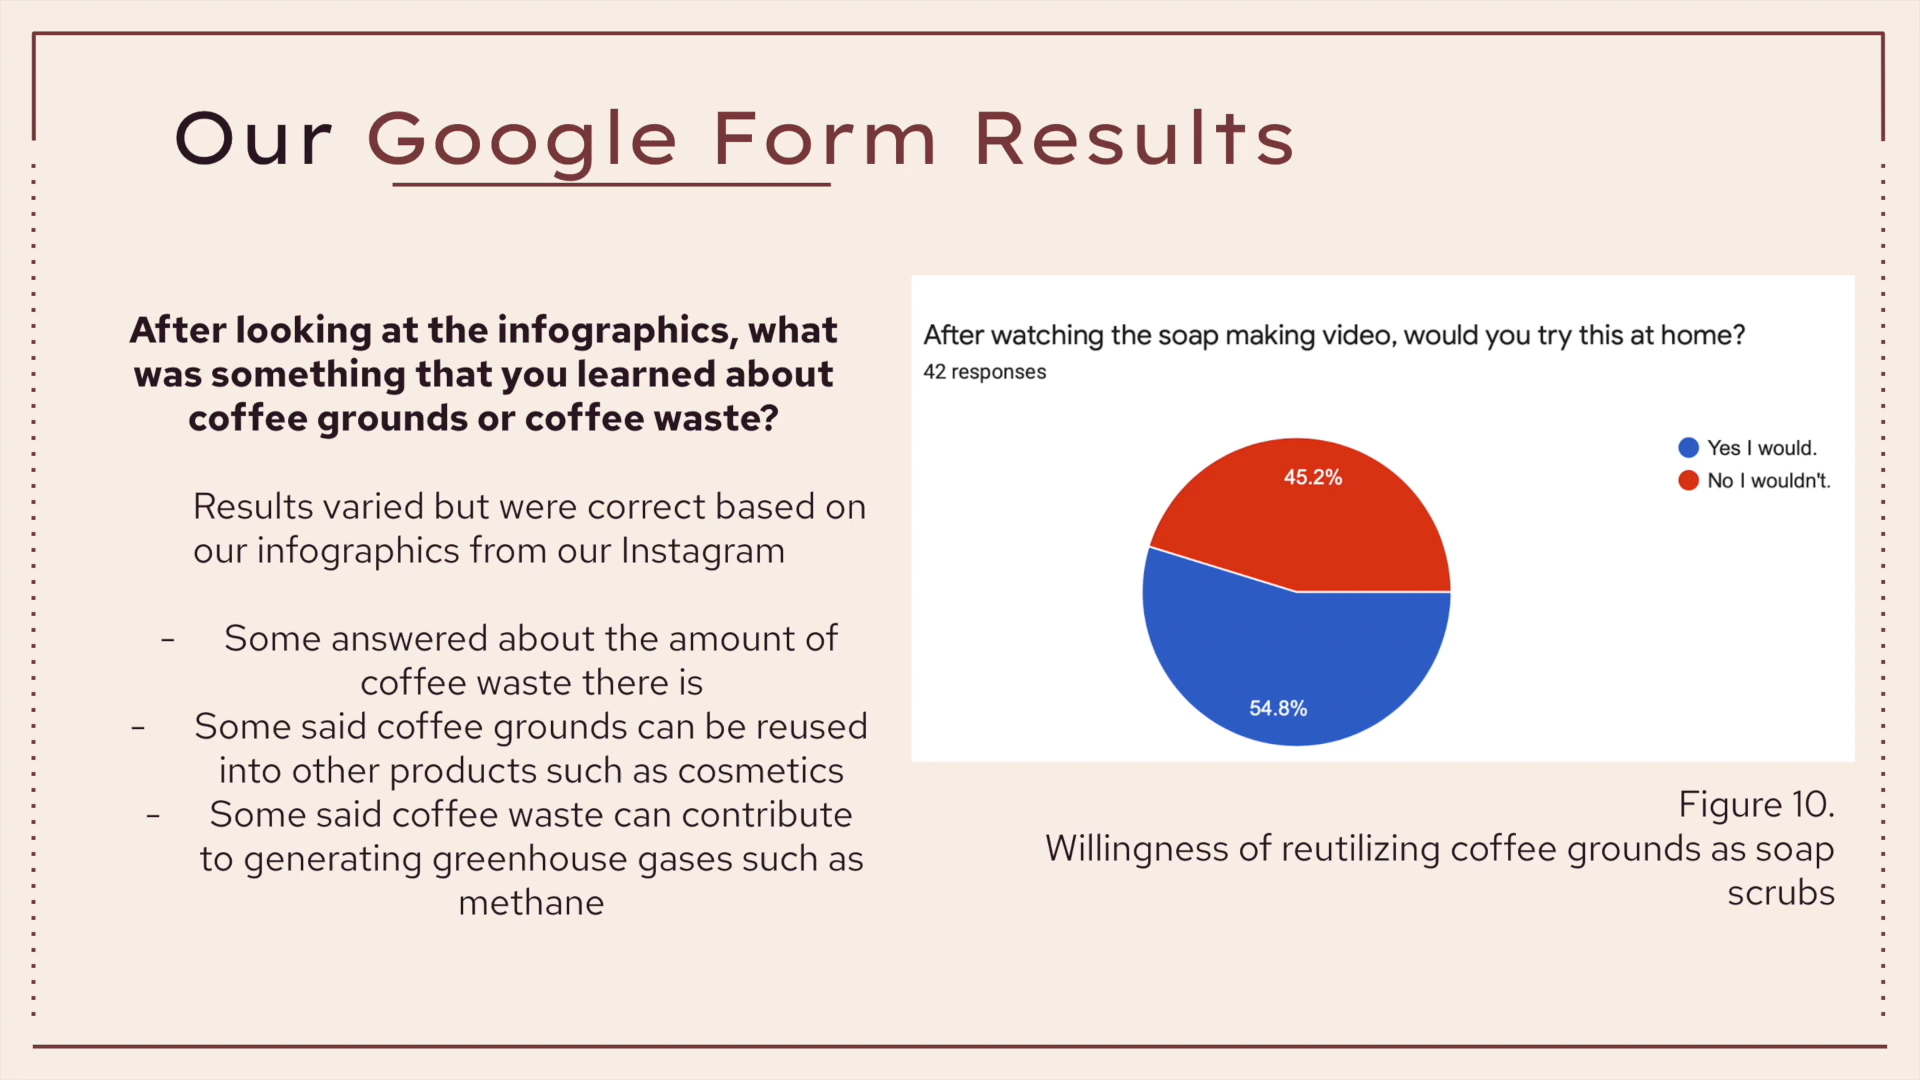 Our Google Form Results
After looking at the infographics, what
was something that you learned about
coffee grounds or coffee waste?
Results varied but were correct based on
our infographics from our Instagram
- Some answered about the amount of
coffee waste there is
- Some said coffee grounds can be reused
into other products such as cosmetics
- Some said coffee waste can contribute
to generating greenhouse gases such as
methane
After watching the soap making video, would you try this at home?
42 responses
Yes I would.
No I wouldn't.
45.2%
54.8%
Figure 10.
Willingness of reutilizing coffee grounds as soap
scrubs